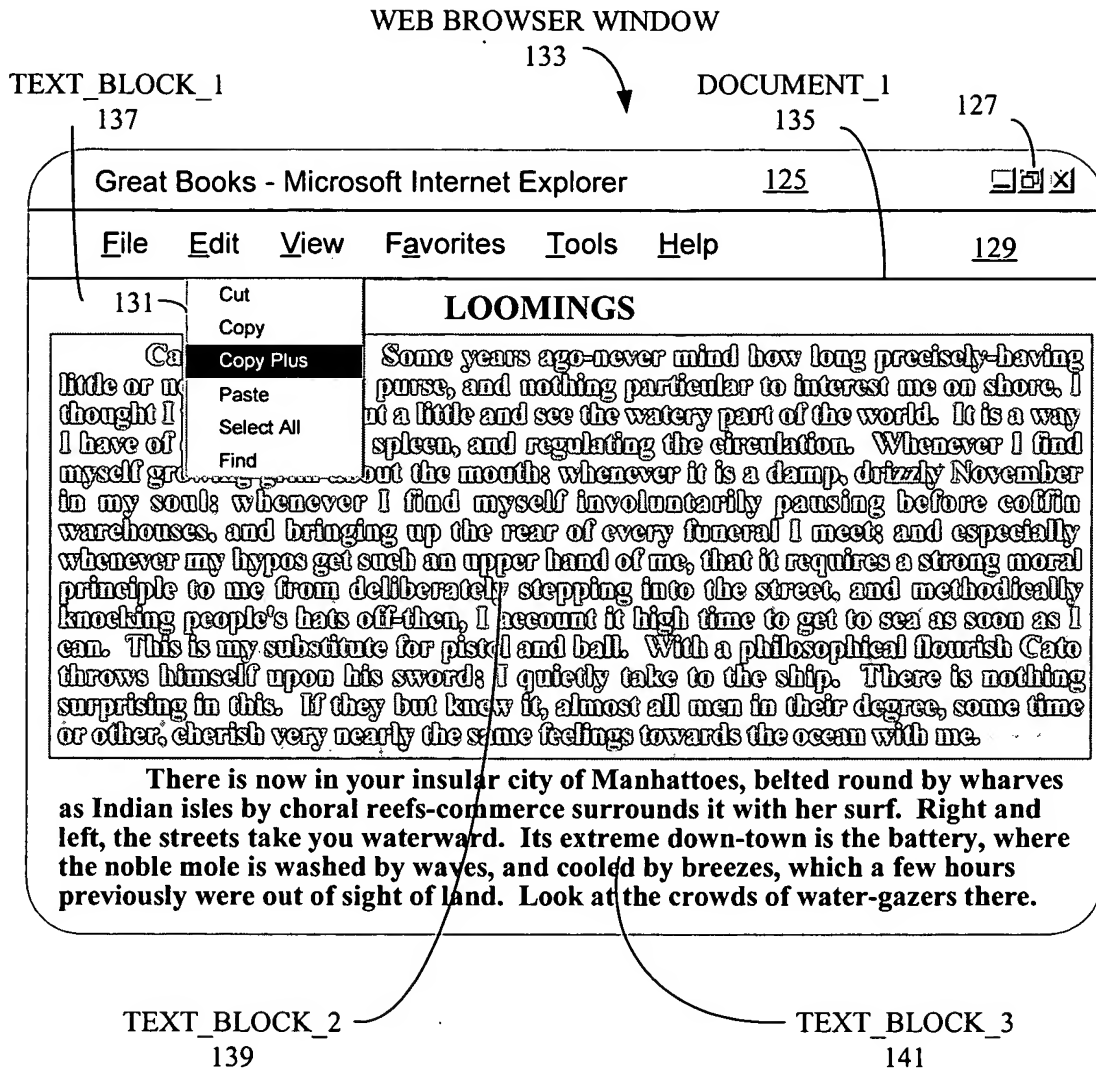 WEB BROWSER WINDOW
133
TEXT_BLOCK_1
137
DOCUMENT_1
135
127
Great Books - Microsoft Internet Explorer 125
File Edit View Favorites Tools Help 129
131
LOOMINGS
Cut
Copy
Copy Plus
Paste
Select All
Find
Ca Some years ago-never mind how long precisely-having
little or n purse, and nothing particular to interest me on shore. I
thought I ut a little and see the watery part of the world. It is a way
I have of spleen, and regulating the circulation. Whenever I find
myself growing grim about the mouth; whenever it is a damp, drizzly November
in my soul; whenever I find myself involuntarily pausing before coffin
warehouses, and bringing up the rear of every funeral I meet; and especially
whenever my hypos get such an upper hand of me, that it requires a strong moral
principle to me from deliberately stepping into the street, and methodically
knocking people's hats off-then, I account it high time to get to sea as soon as I
can. This is my substitute for pistol and ball. With a philosophical flourish Cato
throws himself upon his sword; I quietly take to the ship. There is nothing
surprising in this. If they but knew it, almost all men in their degree, some time
or other, cherish very nearly the same feelings towards the ocean with me.
There is now in your insular city of Manhattoes, belted round by wharves
as Indian isles by choral reefs-commerce surrounds it with her surf. Right and
left, the streets take you waterward. Its extreme down-town is the battery, where
the noble mole is washed by waves, and cooled by breezes, which a few hours
previously were out of sight of land. Look at the crowds of water-gazers there.
TEXT_BLOCK_2
139
TEXT_BLOCK_3
141